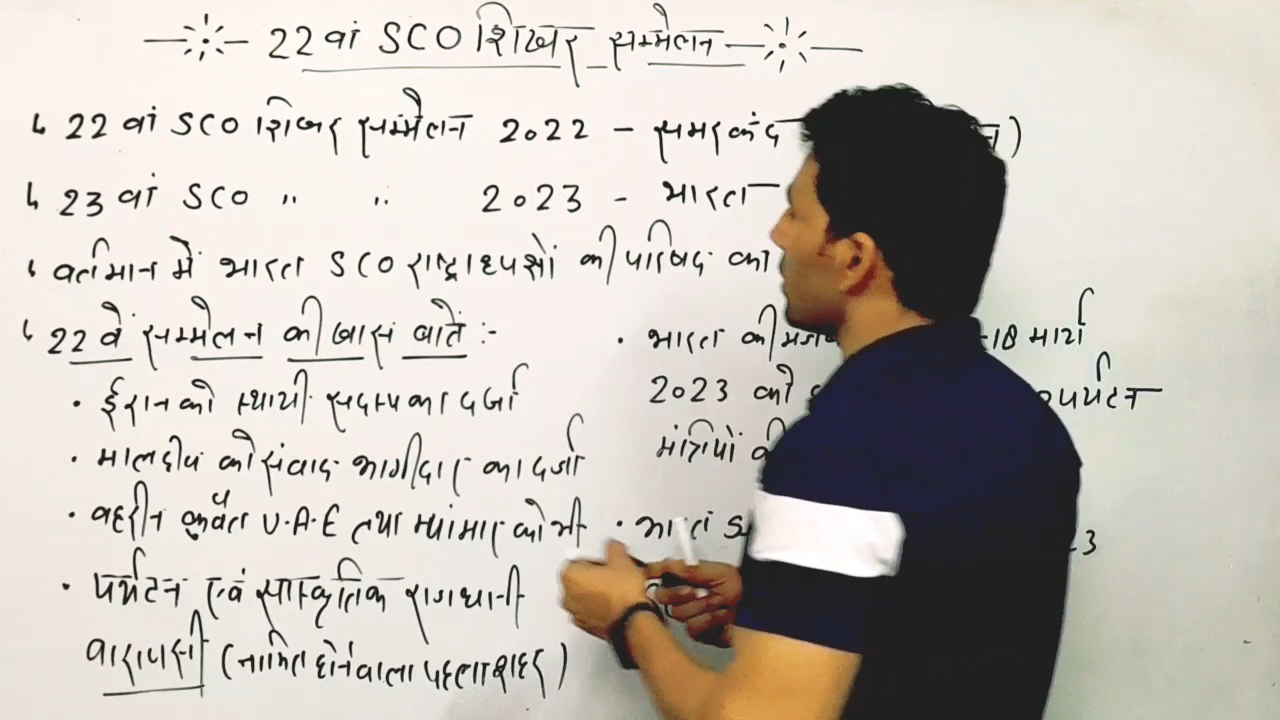 22 वां SCO शिखर सम्मेलन
22 वां SCO शिखर सम्मेलन 2022 - समरकंद )
23 वां SCO " " 2023 - भारत
वर्तमान में भारत SCO राष्ट्राध्यक्षों की परिषद का
22 वें सम्मेलन की खास बातें :-
• ईरान को स्थायी सदस्य का दर्जा
• मालदीव को संवाद भागीदार का दर्जा
• बहरीन कुवैत U.A.E तथा म्यांमार को भी
• पर्यटन एवं सांस्कृतिक राजधानी
वाराणसी (नामित होने वाला पहला शहर)
• भारत की -18 मार्च
2023 को पर्यटन
मंत्रियों की
• 3